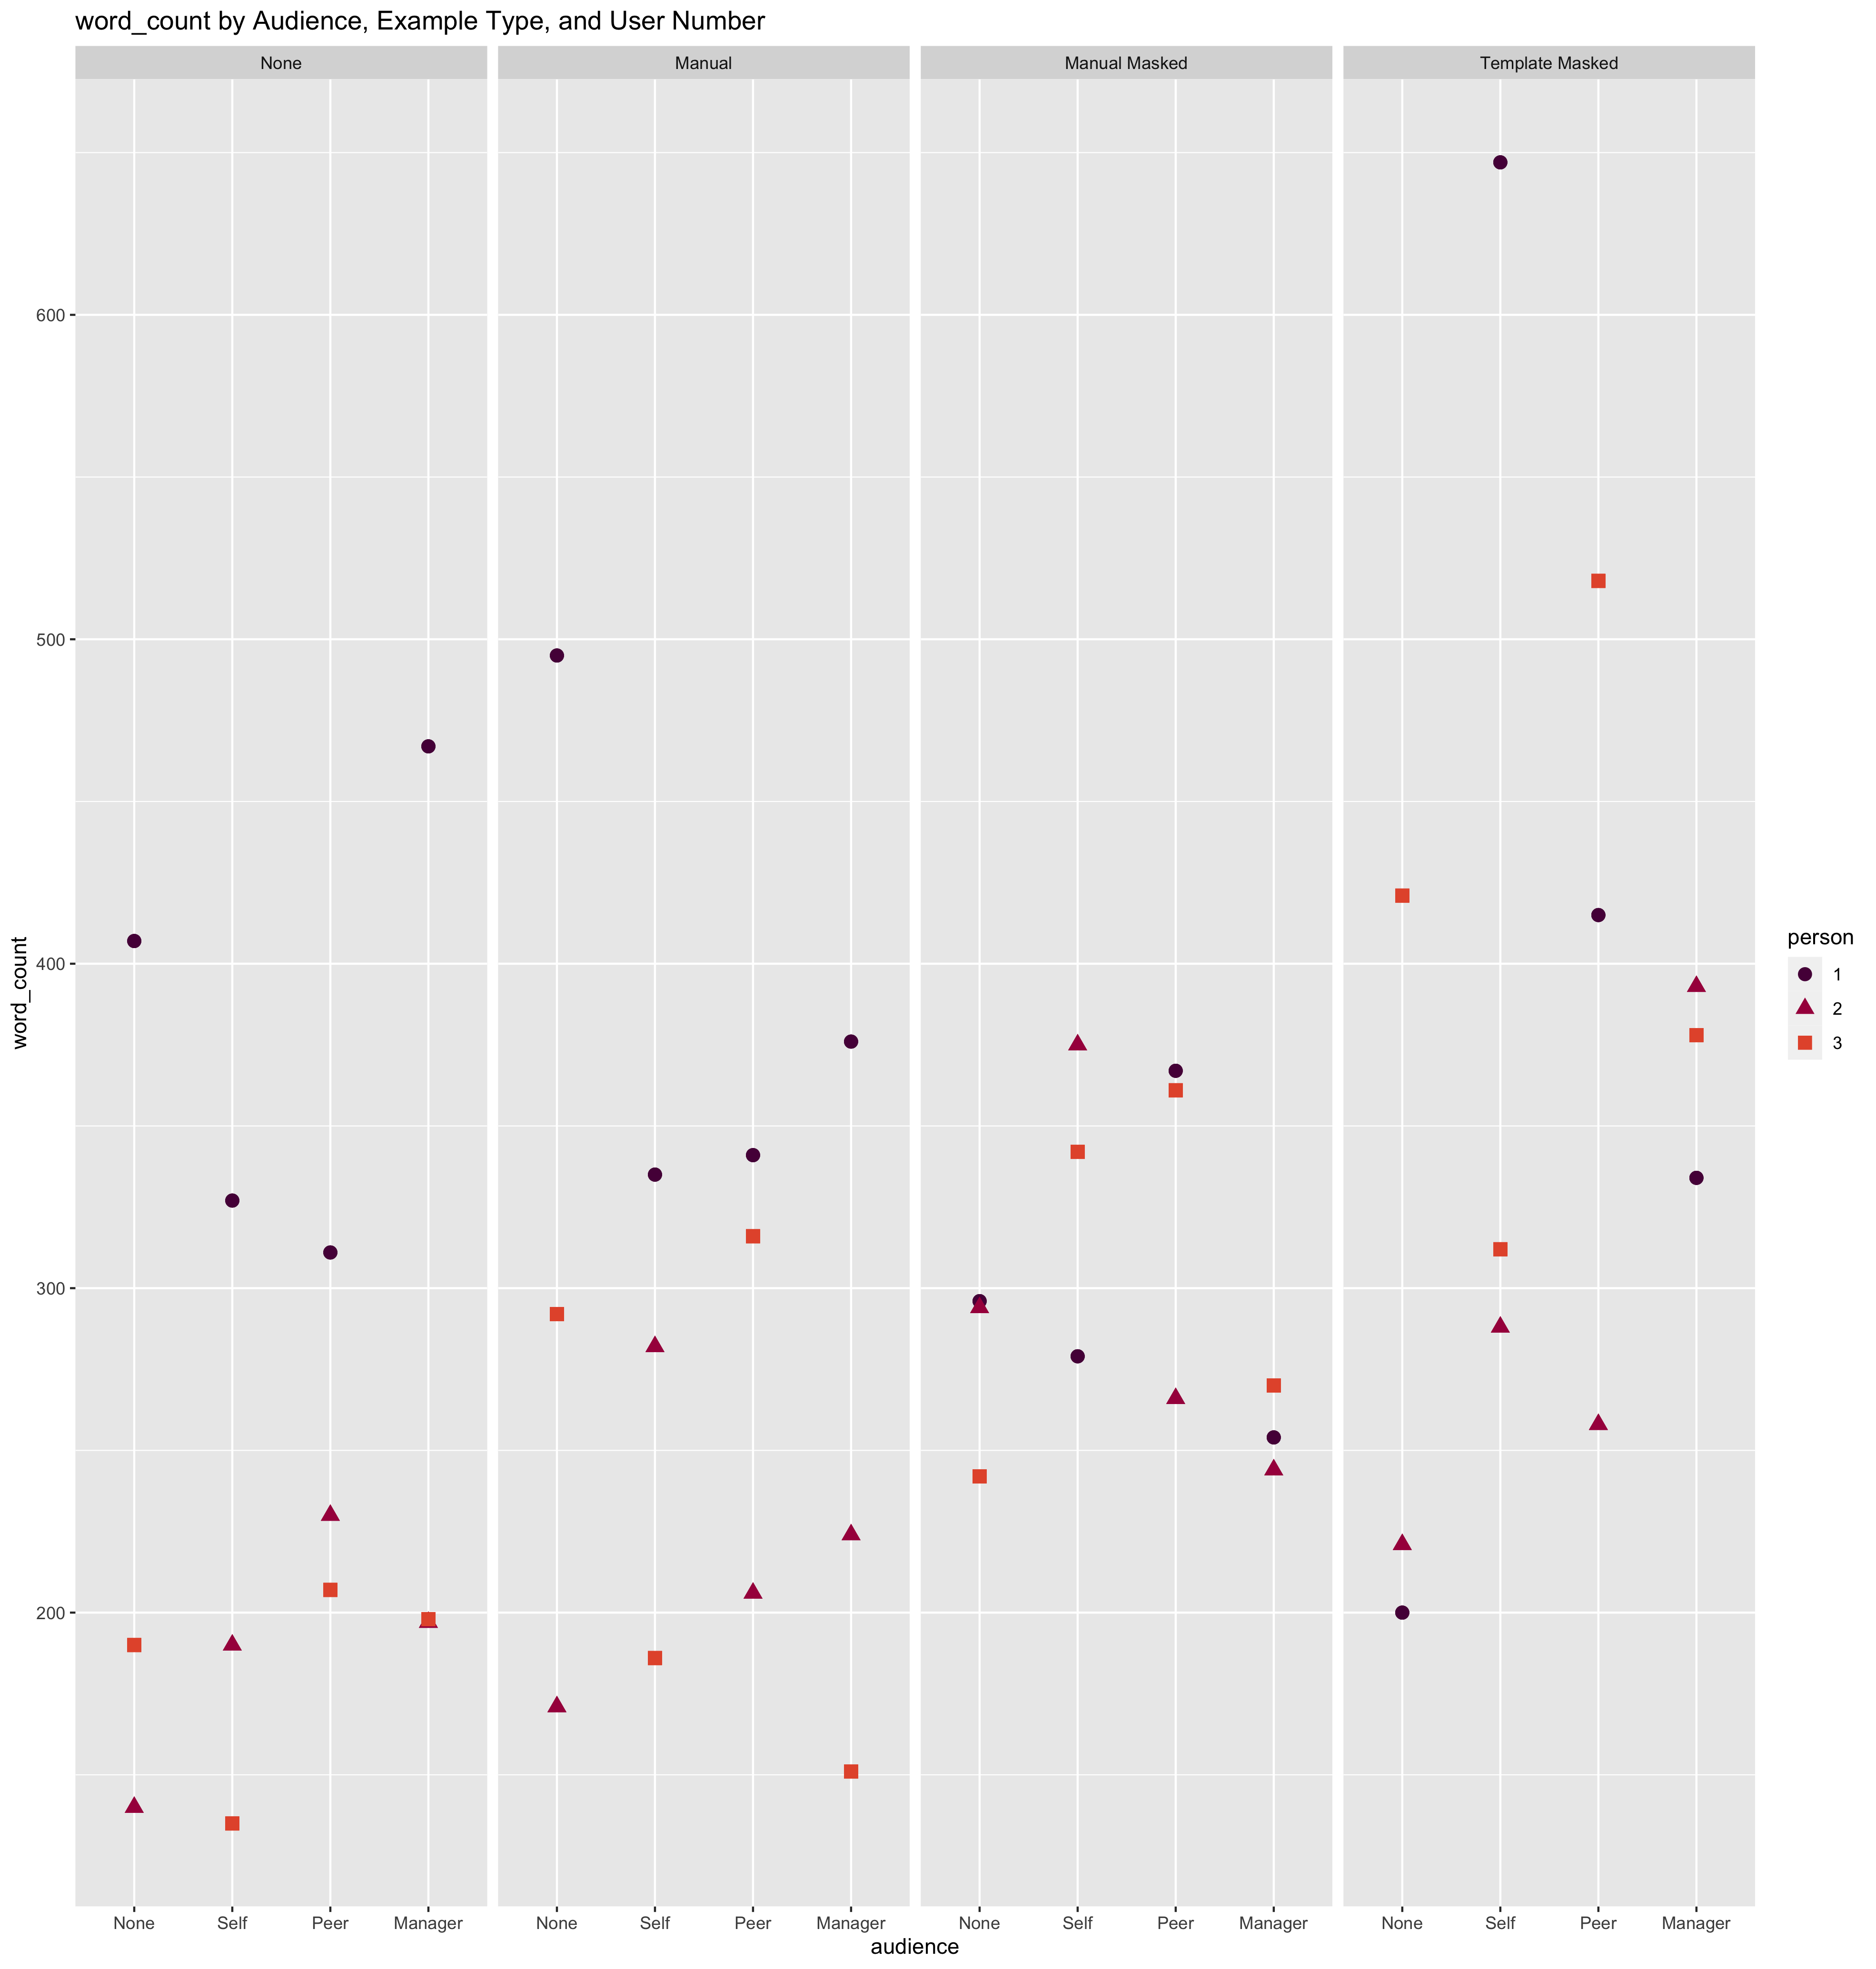 word_count by Audience, Example Type, and User Number
None Manual Manual Masked Template Masked
600
500
400
300
200
word_count
None Self Peer Manager None Self Peer Manager None Self Peer Manager None Self Peer Manager
audience
person
1
2
3